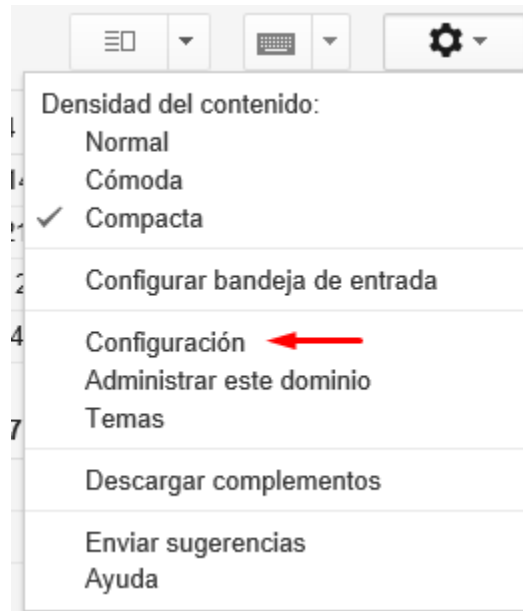 Densidad del contenido:
Normal
Cómoda
Compacta
Configurar bandeja de entrada
Configuración
Administrar este dominio
Temas
Descargar complementos
Enviar sugerencias
Ayuda